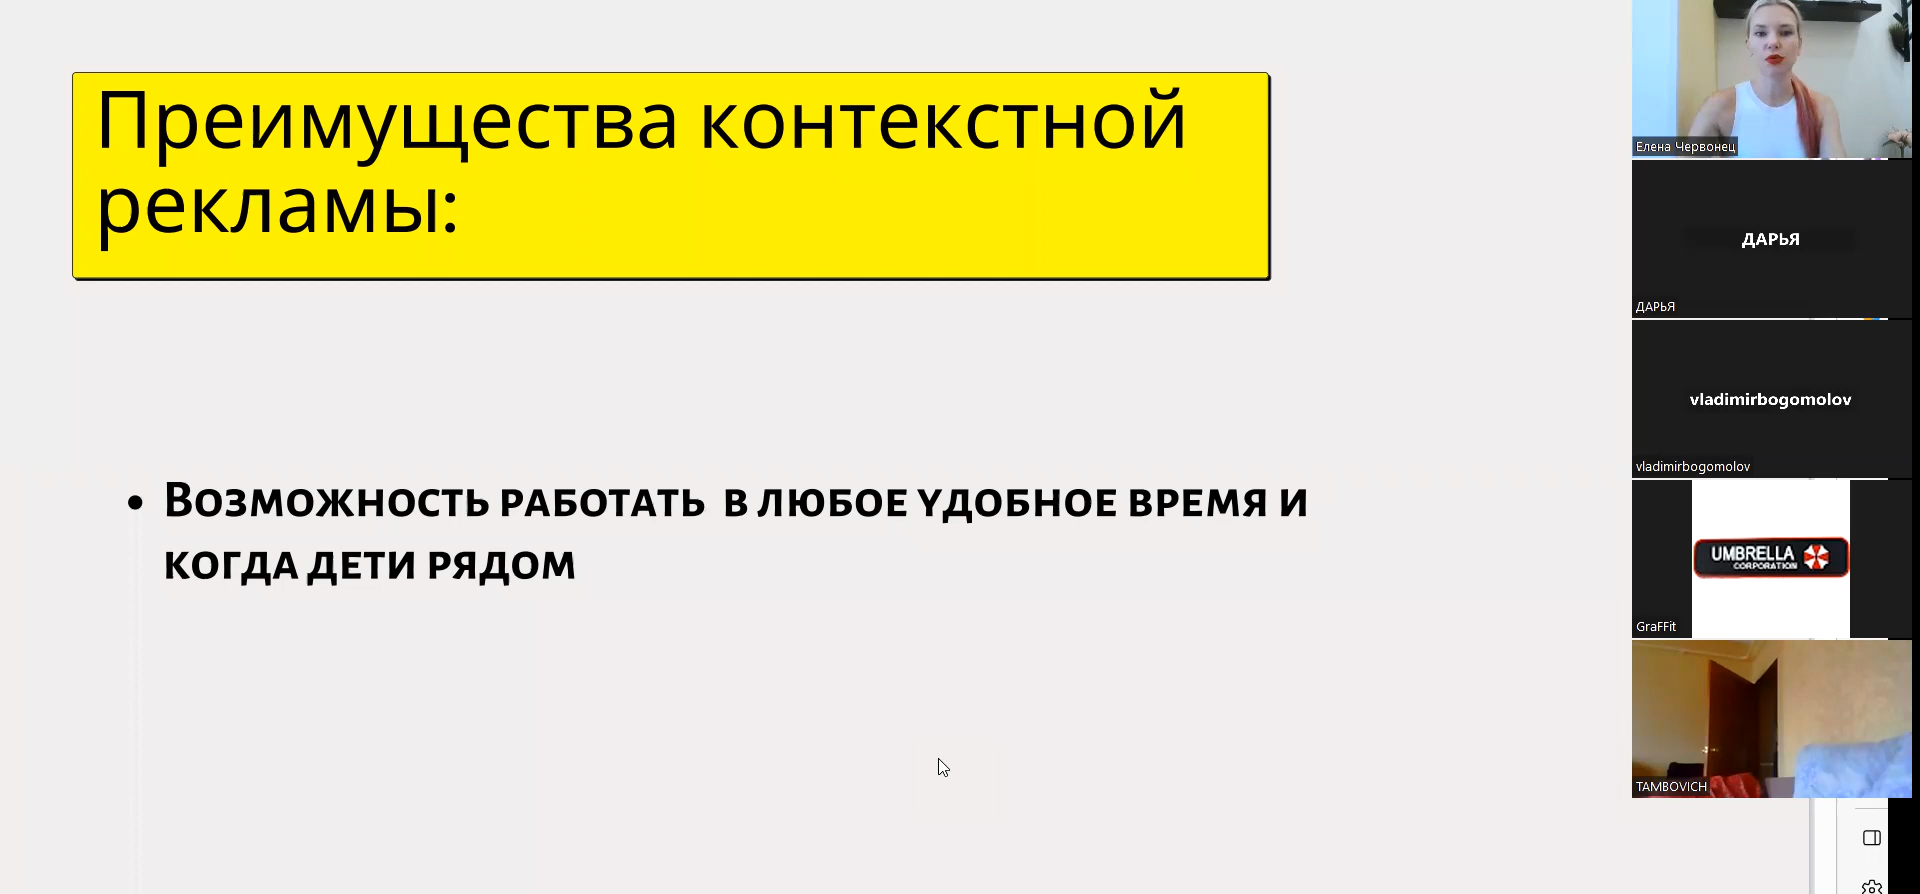 Преимущества контекстной
рекламы:
• Возможность работать в любое удобное время и
когда дети рядом
Елена Червонец
ДАРЬЯ
ДАРЬЯ
vladimirbogomolov
vladimirbogomolov
UMBRELLA
CORPORATION
GraFFit
TAMBOVICH